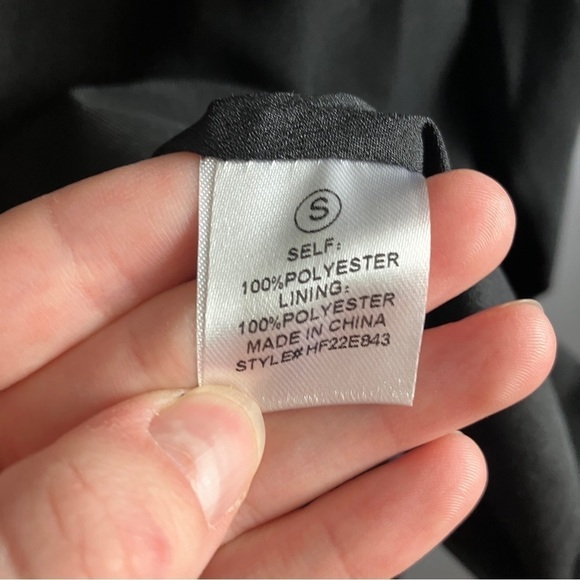 S
SELF:
100%POLYESTER
LINING:
100%POLYESTER
MADE IN CHINA
STYLE#HF22E843